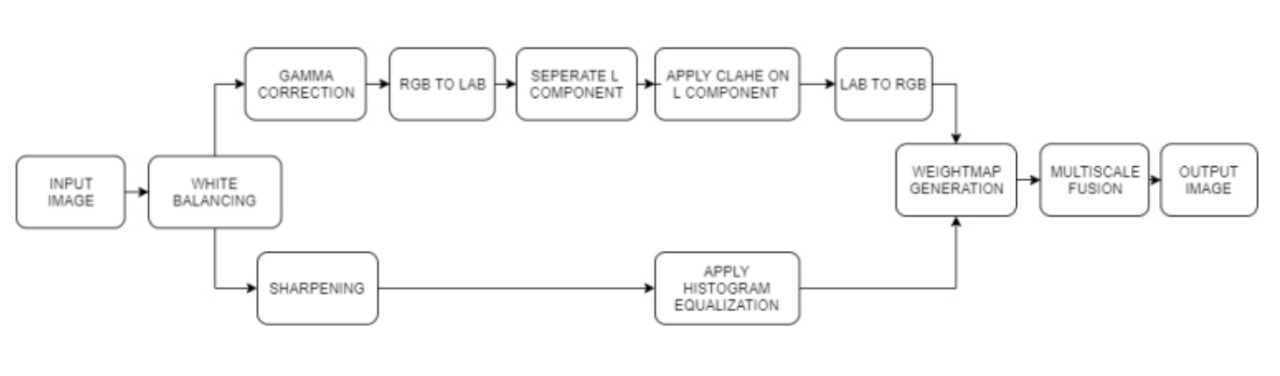 INPUT
IMAGE
WHITE
BALANCING
GAMMA
CORRECTION
RGB TO LAB
SEPERATE L
COMPONENT
APPLY CLAHE ON
L COMPONENT
LAB TO RGB
SHARPENING
APPLY
HISTOGRAM
EQUALIZATION
WEIGHTMAP
GENERATION
MULTISCALE
FUSION
OUTPUT
IMAGE